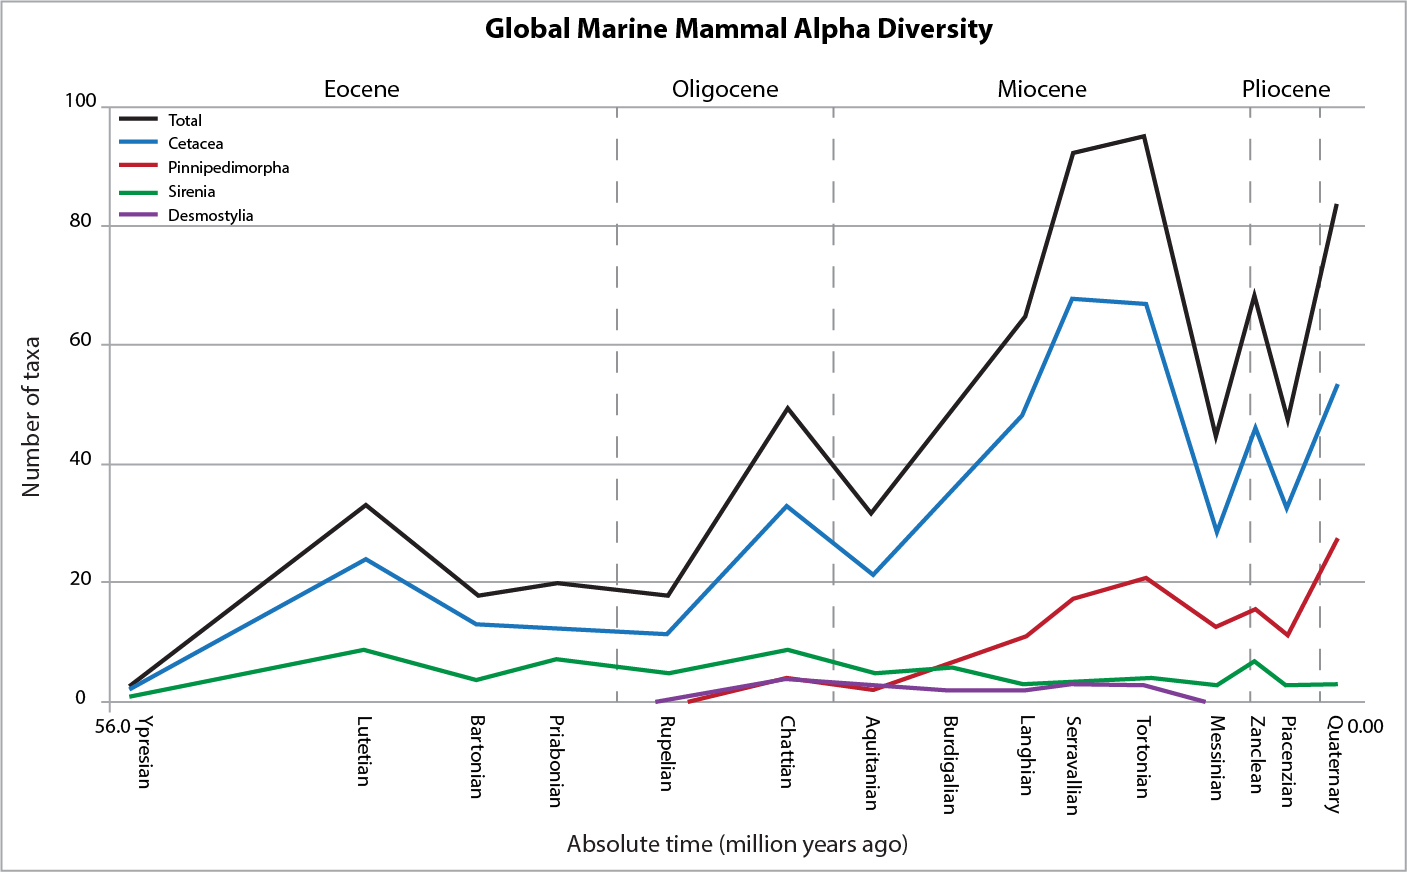 Global Marine Mammal Alpha Diversity
Eocene Oligocene Miocene Pliocene
100
80
60
40
20
0
Total
Cetacea
Pinnipedimorpha
Sirenia
Desmostylia
Number of taxa
56.0 Ypresian Lutetian Bartonian Priabonian Rupelian Chattian Aquitanian Burdigalian Langhian Serravallian Tortonian Messinian Zanclean Piacenzian Quaternary 0.00
Absolute time (million years ago)